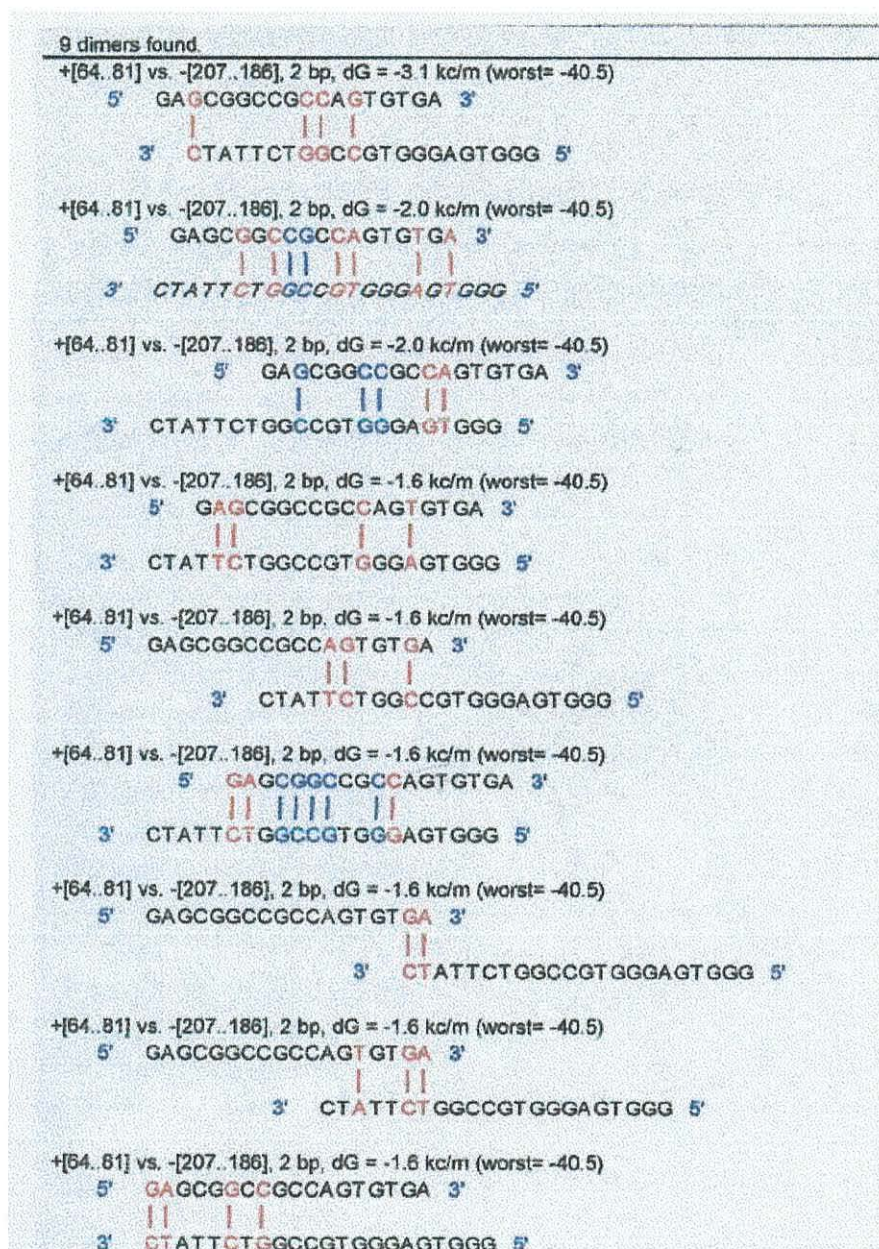 9 dimers found.
+[64..81] vs. -[207..186], 2 bp, dG = -3.1 kc/m (worst= -40.5)
5' GAGCGGCCGCCAGTGTGA 3'
3' CTATTCTGGCCGTGGGAGTGGG 5'
+[64..81] vs. -[207..186], 2 bp, dG = -2.0 kc/m (worst= -40.5)
5' GAGCGGCCGCCAGTGTGA 3'
3' CTATTCTGGCCGTGGGAGTGGG 5'
+[64..81] vs. -[207..186], 2 bp, dG = -2.0 kc/m (worst= -40.5)
5' GAGCGGCCGCCAGTGTGA 3'
3' CTATTCTGGCCGTGGGAGTGGG 5'
+[64..81] vs. -[207..186], 2 bp, dG = -1.6 kc/m (worst= -40.5)
5' GAGCGGCCGCCAGTGTGA 3'
3' CTATTCTGGCCGTGGGAGTGGG 5'
+[64..81] vs. -[207..186], 2 bp, dG = -1.6 kc/m (worst= -40.5)
5' GAGCGGCCGCCAGTGTGA 3'
3' CTATTCTGGCCGTGGGAGTGGG 5'
+[64..81] vs. -[207..186], 2 bp, dG = -1.6 kc/m (worst= -40.5)
5' GAGCGGCCGCCAGTGTGA 3'
3' CTATTCTGGCCGTGGGAGTGGG 5'
+[64..81] vs. -[207..186], 2 bp, dG = -1.6 kc/m (worst= -40.5)
5' GAGCGGCCGCCAGTGTGA 3'
3' CTATTCTGGCCGTGGGAGTGGG 5'
+[64..81] vs. -[207..186], 2 bp, dG = -1.6 kc/m (worst= -40.5)
5' GAGCGGCCGCCAGTGTGA 3'
3' CTATTCTGGCCGTGGGAGTGGG 5'
+[64..81] vs. -[207..186], 2 bp, dG = -1.6 kc/m (worst= -40.5)
5' GAGCGGCCGCCAGTGTGA 3'
3' CTATTCTGGCCGTGGGAGTGGG 5'